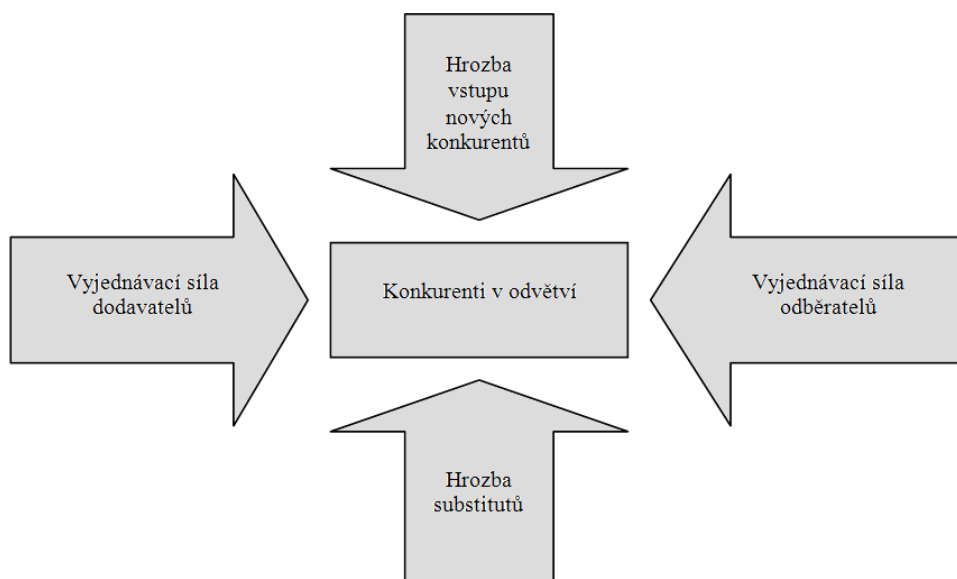 Hrozba
vstupu
nových
konkurentů
Vyjednávací síla
dodavatelů
Konkurenti v odvětví
Vyjednávací síla
odběratelů
Hrozba
substitutů